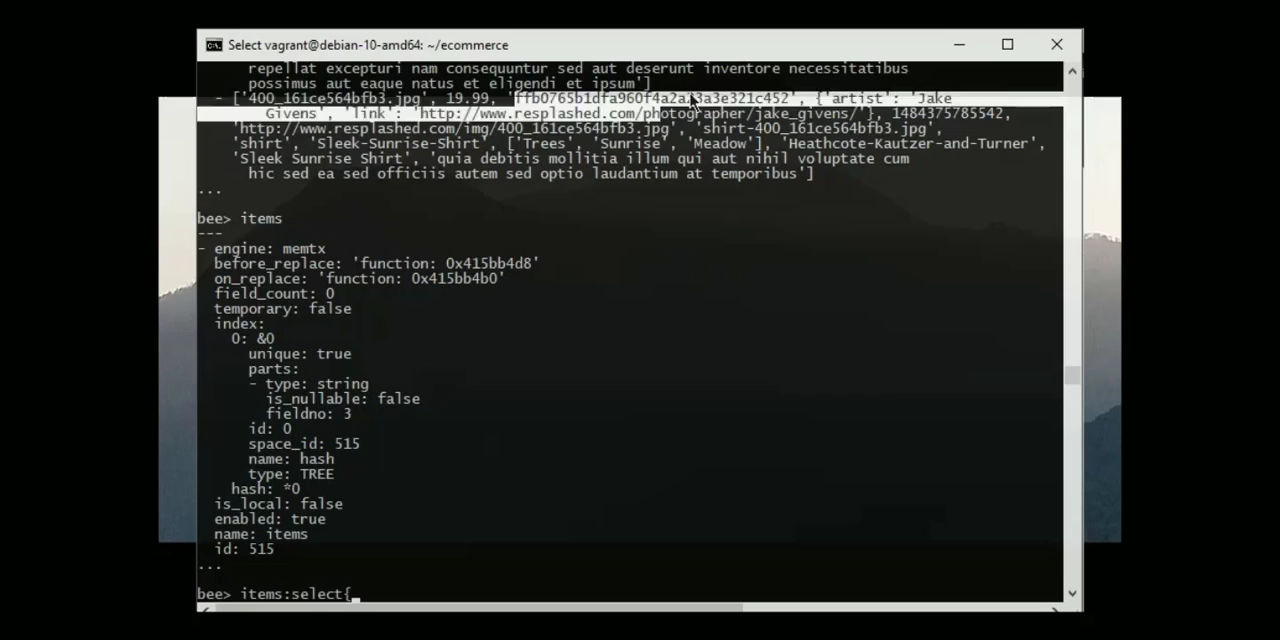 Select vagrant@debian-10-amd64: ~/ecommerce
repellat excepturi nam consequuntur sed aut deserunt inventore necessitatibus
possimus aut eaque natus et eligendi et ipsum']
- ['400_161ce564bfb3.jpg', 19.99, 'ffb0765b1dfa960f4a2a23a3e321c452', {'artist': 'Jake
Givens', 'link': 'http://www.resplashed.com/photographer/jake_givens/'}, 1484375785542,
'http://www.resplashed.com/img/400_161ce564bfb3.jpg', 'shirt-400_161ce564bfb3.jpg',
'shirt', 'Sleek-Sunrise-Shirt', ['Trees', 'Sunrise', 'Meadow'], 'Heathcote-Kautzer-and-Turner',
'Sleek Sunrise Shirt', 'quia debitis mollitia illum qui aut nihil voluptate cum
hic sed ea sed officiis autem sed optio laudantium at temporibus']
...
bee> items
---
- engine: memtx
before_replace: 'function: 0x415bb4d8'
on_replace: 'function: 0x415bb4b0'
field_count: 0
temporary: false
index:
0: &0
unique: true
parts:
- type: string
is_nullable: false
fieldno: 3
id: 0
space_id: 515
name: hash
type: TREE
hash: *0
is_local: false
enabled: true
name: items
id: 515
...
bee> items:select{